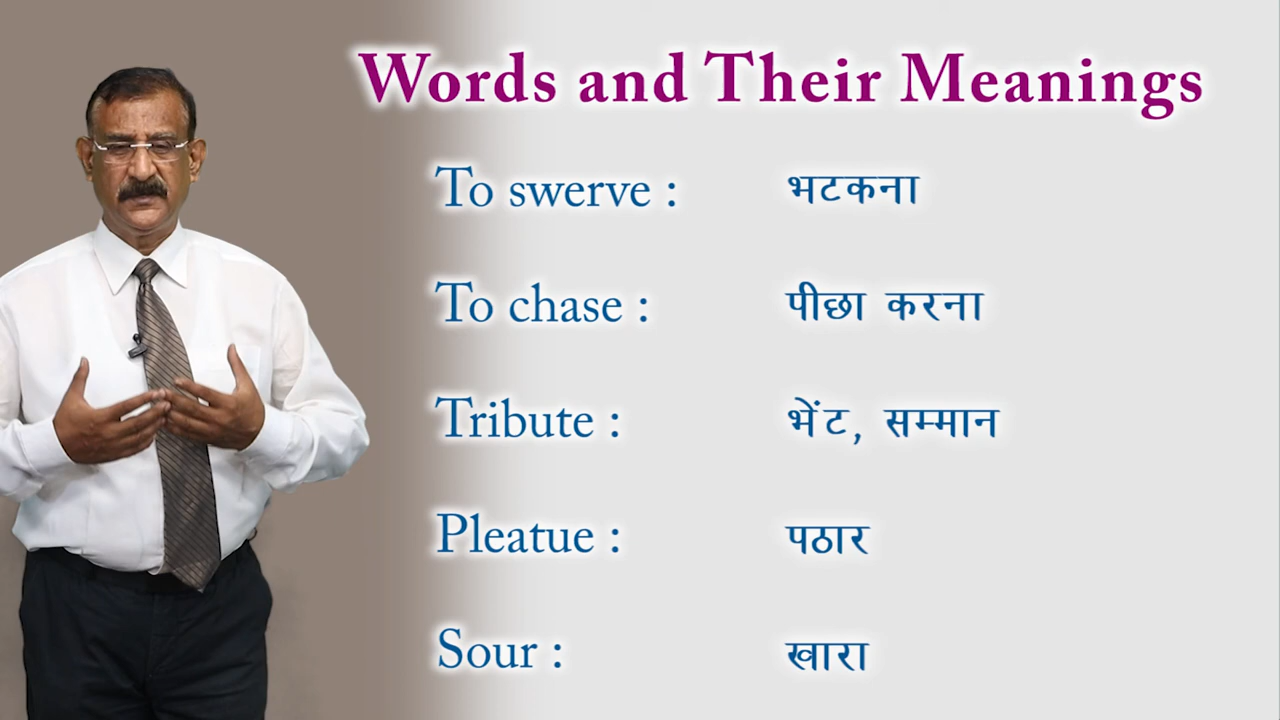 Words and Their Meanings
To swerve : भटकना
To chase : पीछा करना
Tribute : भेंट, सम्मान
Pleatue : पठार
Sour : खारा